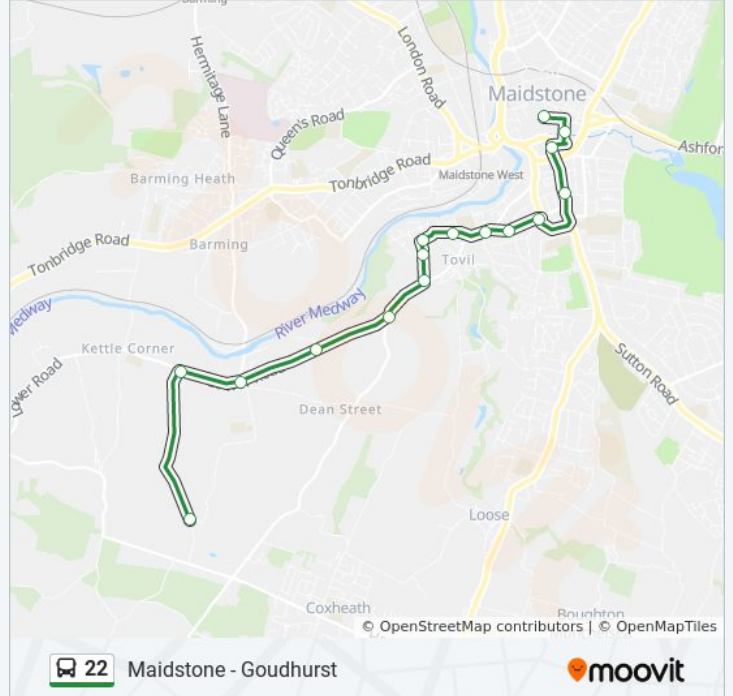 Barming
Hermitage Lane
London Road
Maidstone
Queen's Road
Ashfor
Barming Heath
Tonbridge Road
Maidstone West
Tonbridge Road
Barming
Tovil
Medway
River Medway
Kettle Corner
Lower Road
Sutton Road
Dean Street
Loose
Coxheath
Boughton
© OpenStreetMap contributors | © OpenMapTiles
22 Maidstone - Goudhurst
moovit